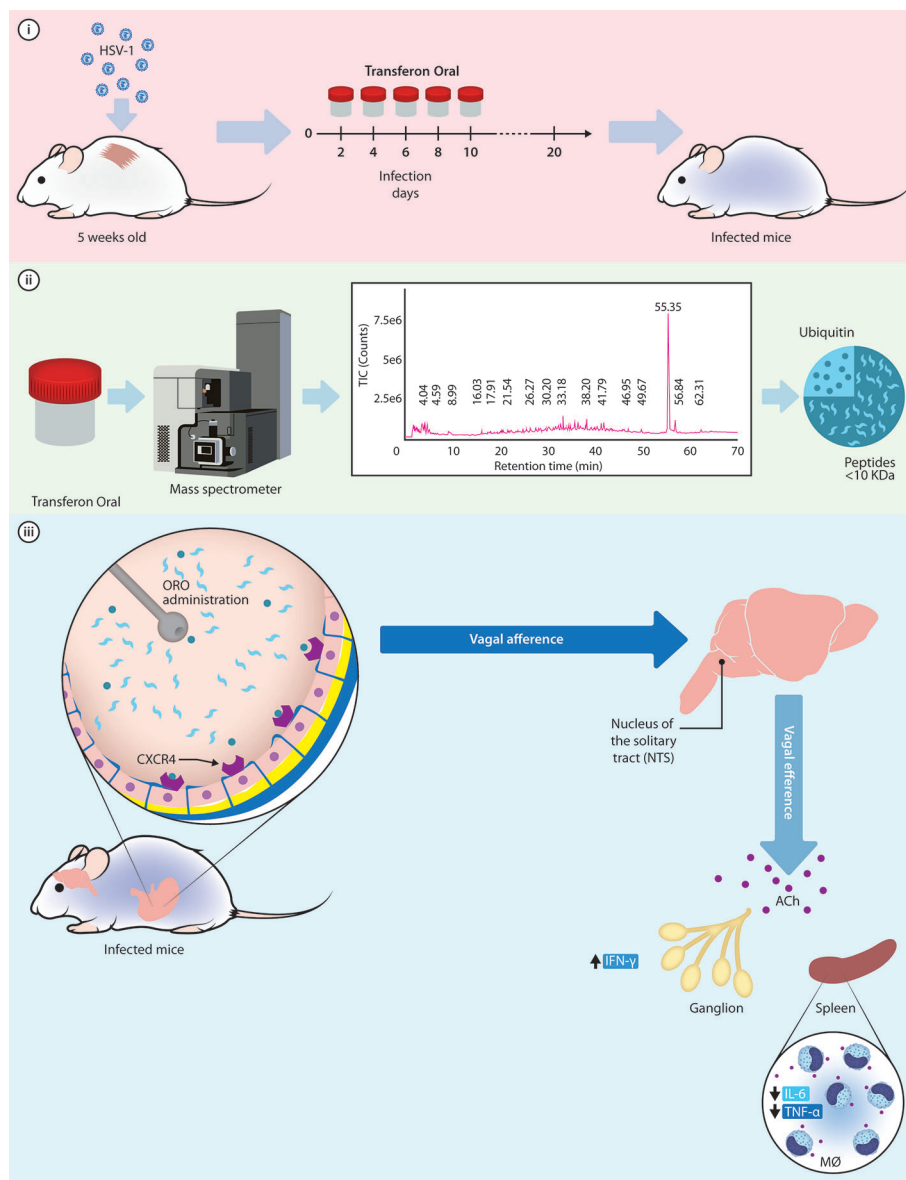 i
HSV-1
5 weeks old
Transferon Oral
0
2 4 6 8 10 20
Infection
days
Infected mice
ii
Transferon Oral
Mass spectrometer
TIC (Counts)
7.5e6
5e6
2.5e6
4.04
4.59
8.99
16.03
17.91
21.54
26.27
30.20
33.18
38.20
41.79
46.95
49.67
55.35
56.84
62.31
0 10 20 30 40 50 60 70
Retention time (min)
Ubiquitin
Peptides
<10 KDa
iii
ORO
administration
CXCR4
Infected mice
Vagal afference
Nucleus of
the solitary
tract (NTS)
Vagal efference
ACh
IFN-γ
Ganglion
Spleen
IL-6
TNF-α
MØ